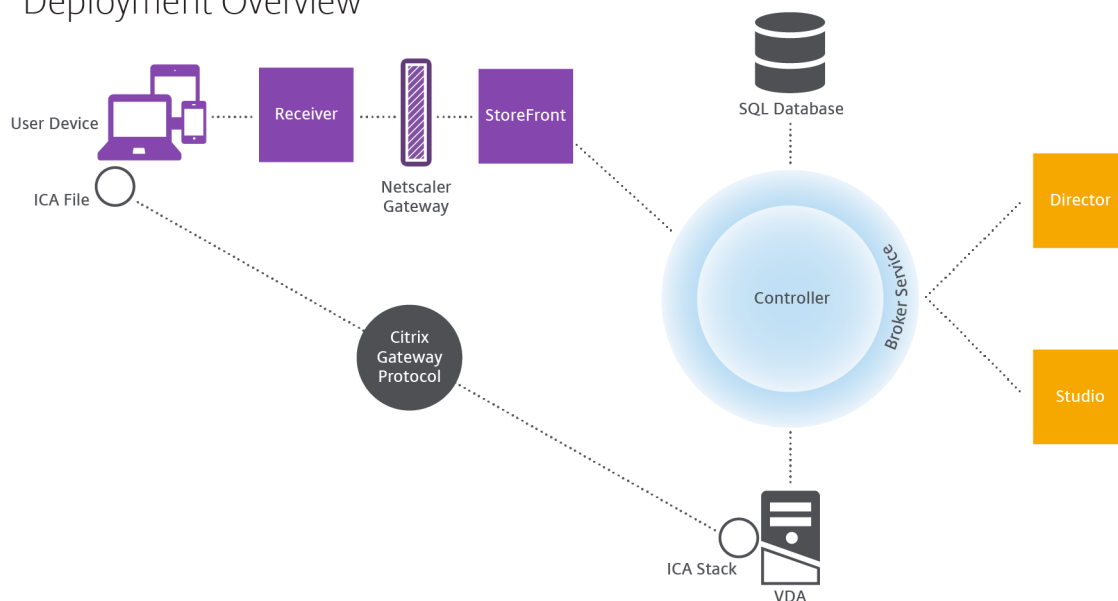 Deployment Overview
SQL Database
User Device
Receiver
StoreFront
Netscaler
Gateway
ICA File
Director
Controller
Broker Service
Citrix
Gateway
Protocol
Studio
ICA Stack
VDA